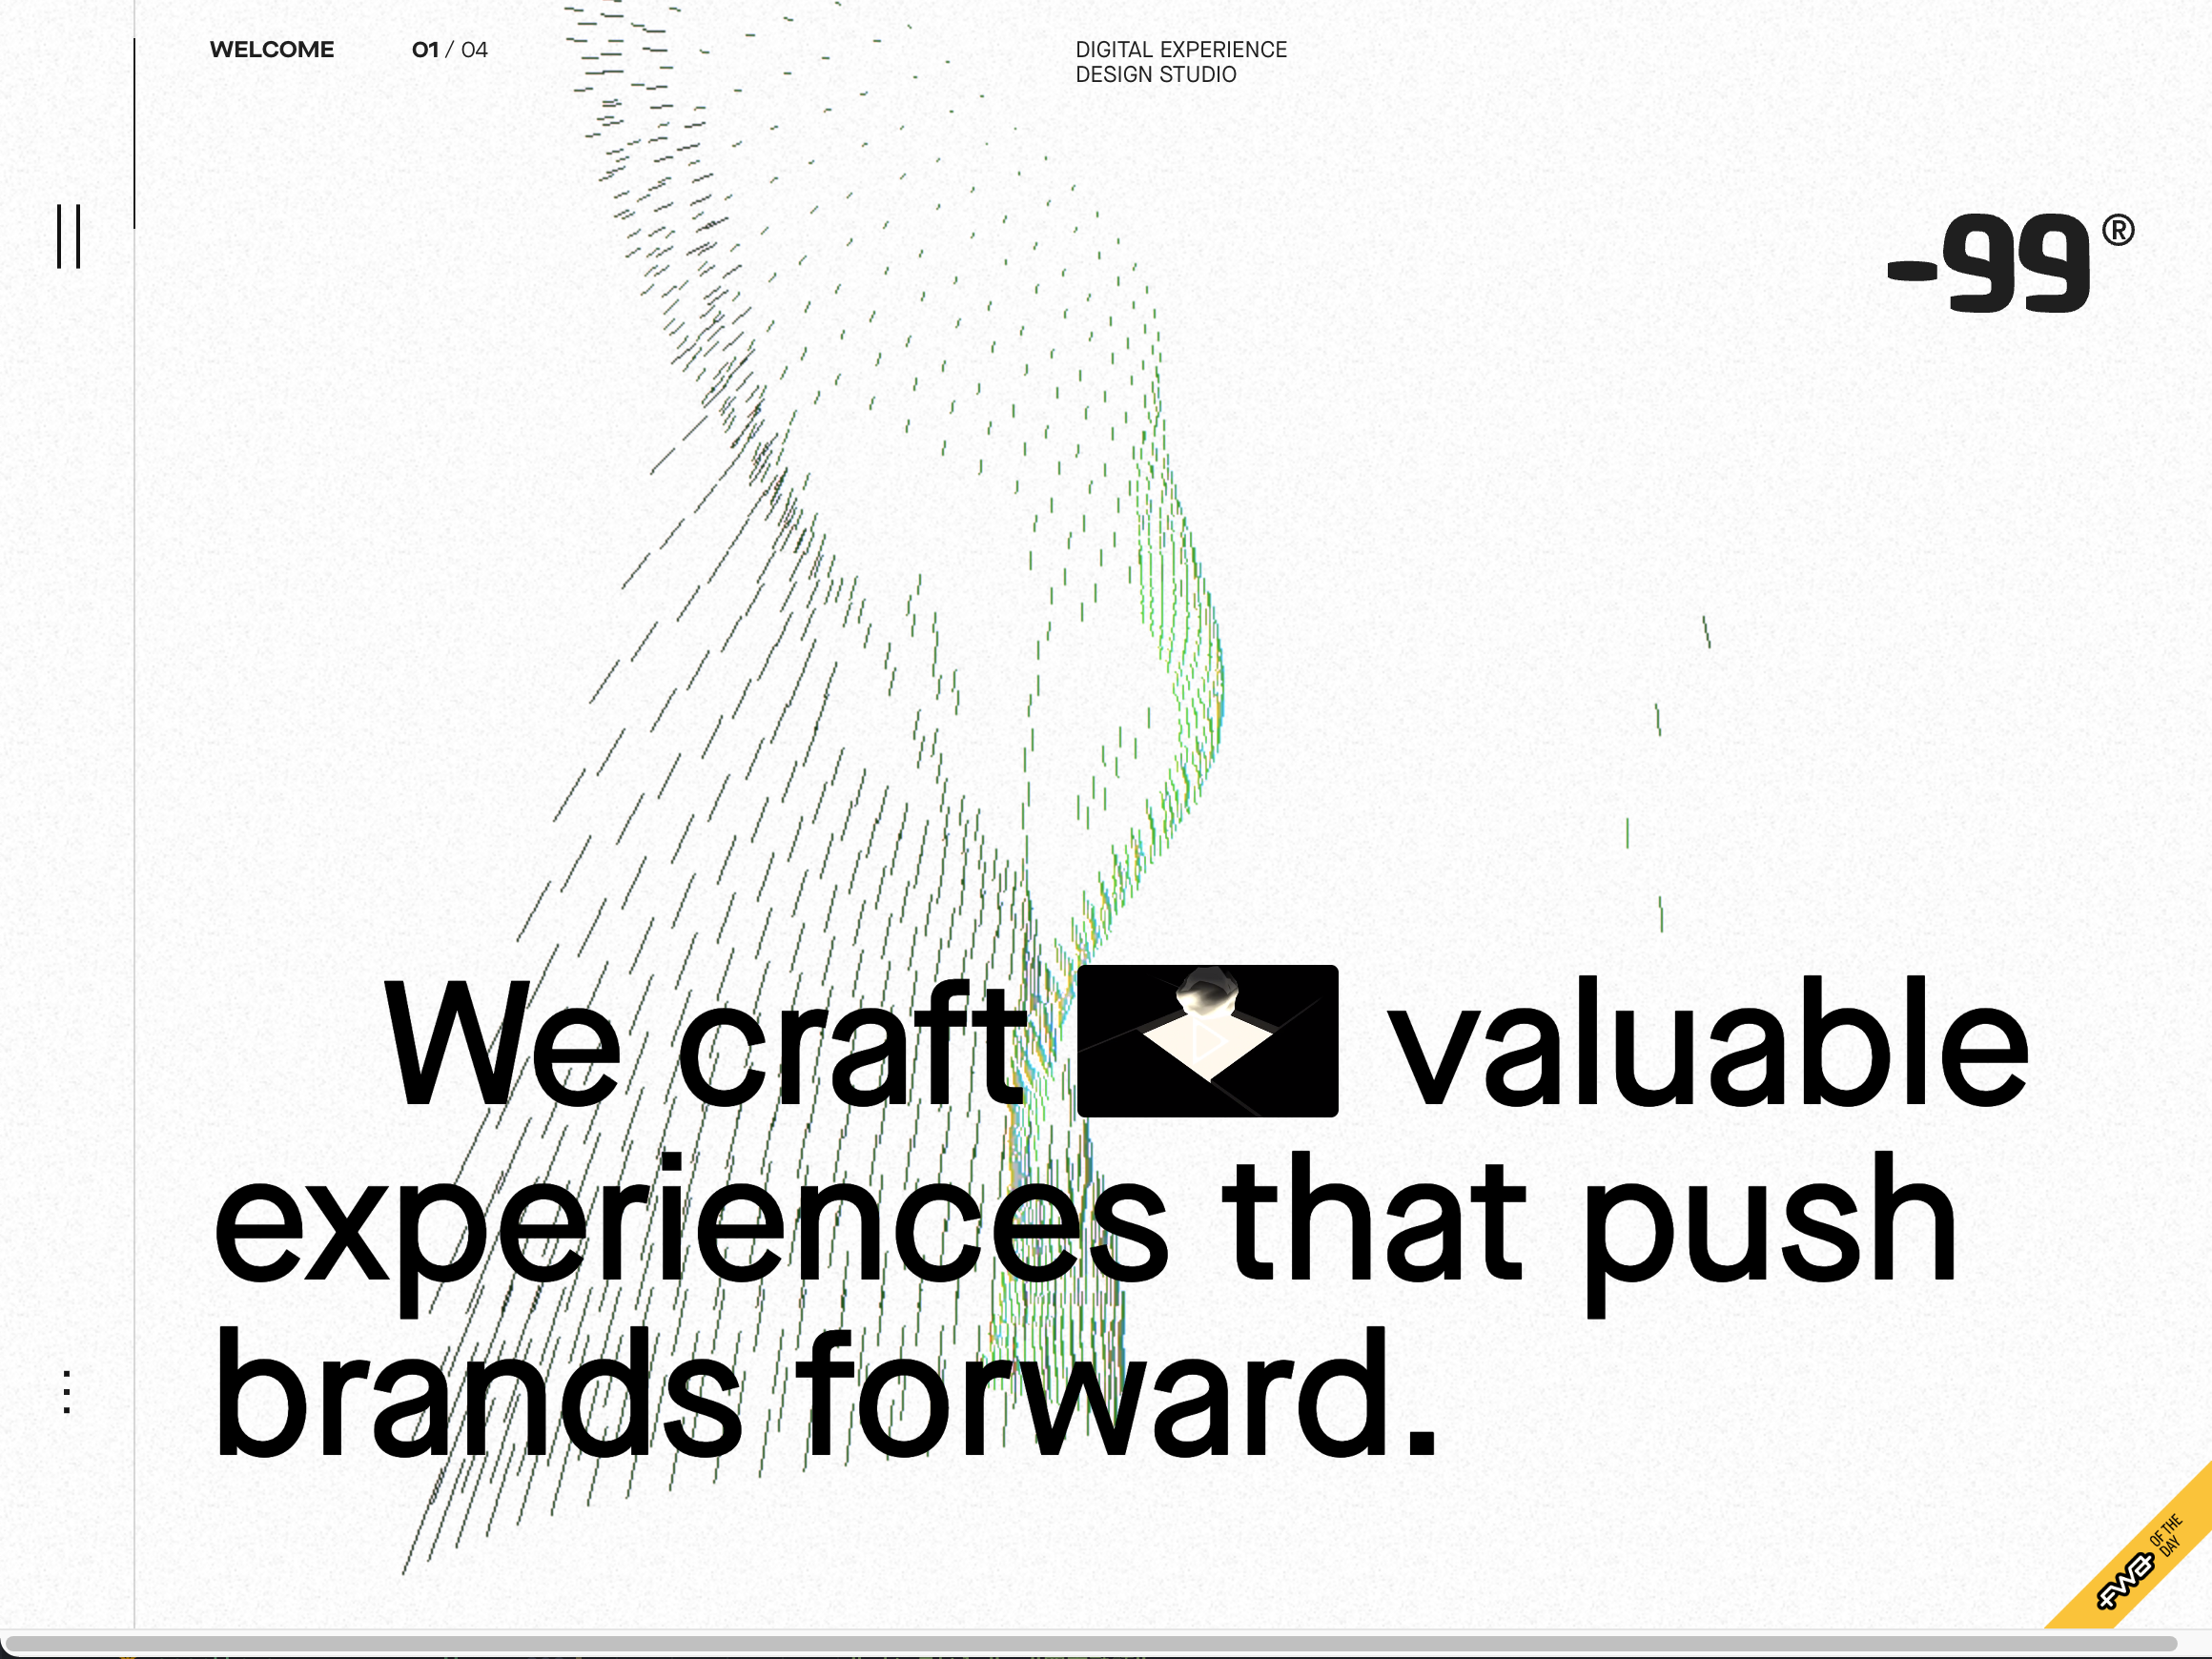 WELCOME
01 / 04
DIGITAL EXPERIENCE
DESIGN STUDIO
-99®
We craft valuable
experiences that push
brands forward.
FWA OF THE
DAY